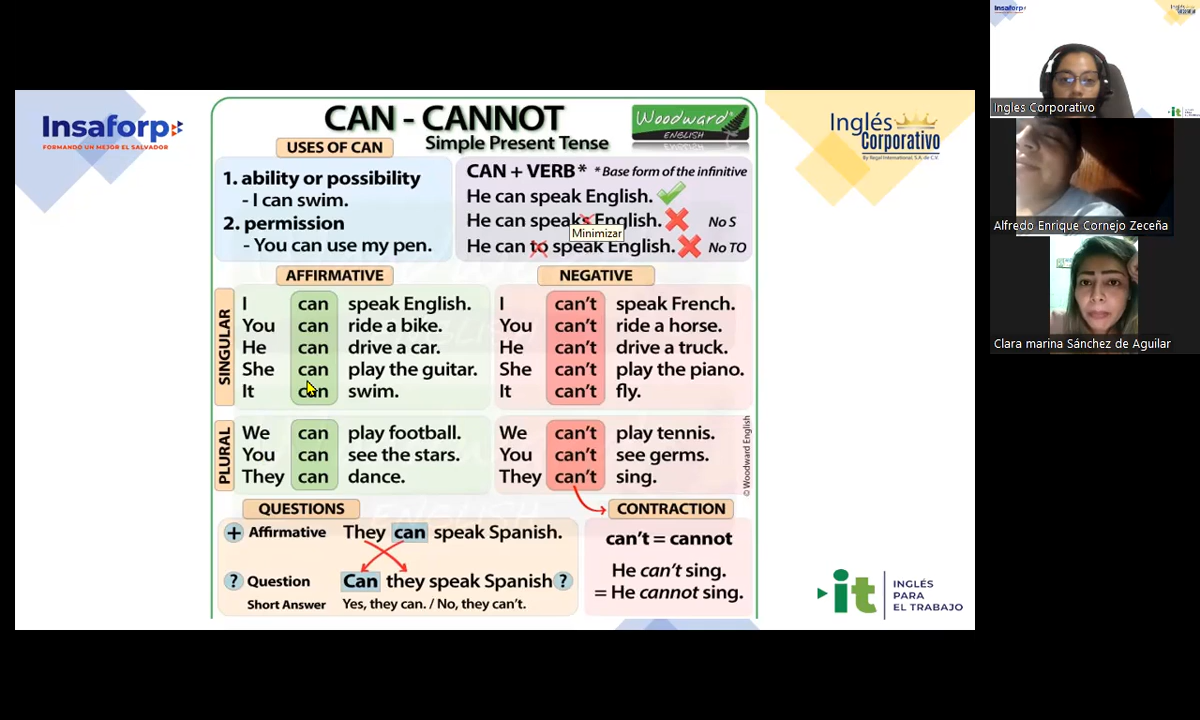 Insaforp
FORMANDO UN MEJOR EL SALVADOR
CAN - CANNOT
Simple Present Tense
Woodward®
ENGLISH
Inglés
Corporativo
By Regal International, S.A. de C.V.
USES OF CAN
1. ability or possibility
- I can swim.
2. permission
- You can use my pen.
CAN + VERB* * Base form of the infinitive
He can speak English.
He can speaks English. No S
Minimizar
He can to speak English. No TO
AFFIRMATIVE
SINGULAR
I can speak English.
You can ride a bike.
He can drive a car.
She can play the guitar.
It can swim.
PLURAL
We can play football.
You can see the stars.
They can dance.
NEGATIVE
I can't speak French.
You can't ride a horse.
He can't drive a truck.
She can't play the piano.
It can't fly.
We can't play tennis.
You can't see germs.
They can't sing.
© Woodward English
QUESTIONS
+ Affirmative They can speak Spanish.
? Question Can they speak Spanish?
Short Answer Yes, they can. / No, they can't.
CONTRACTION
can't = cannot
He can't sing.
= He cannot sing.
it
INGLÉS
PARA
EL TRABAJO
Insaforp
Inglés
Ingles Corporativo
Alfredo Enrique Cornejo Zeceña
Clara marina Sánchez de Aguilar